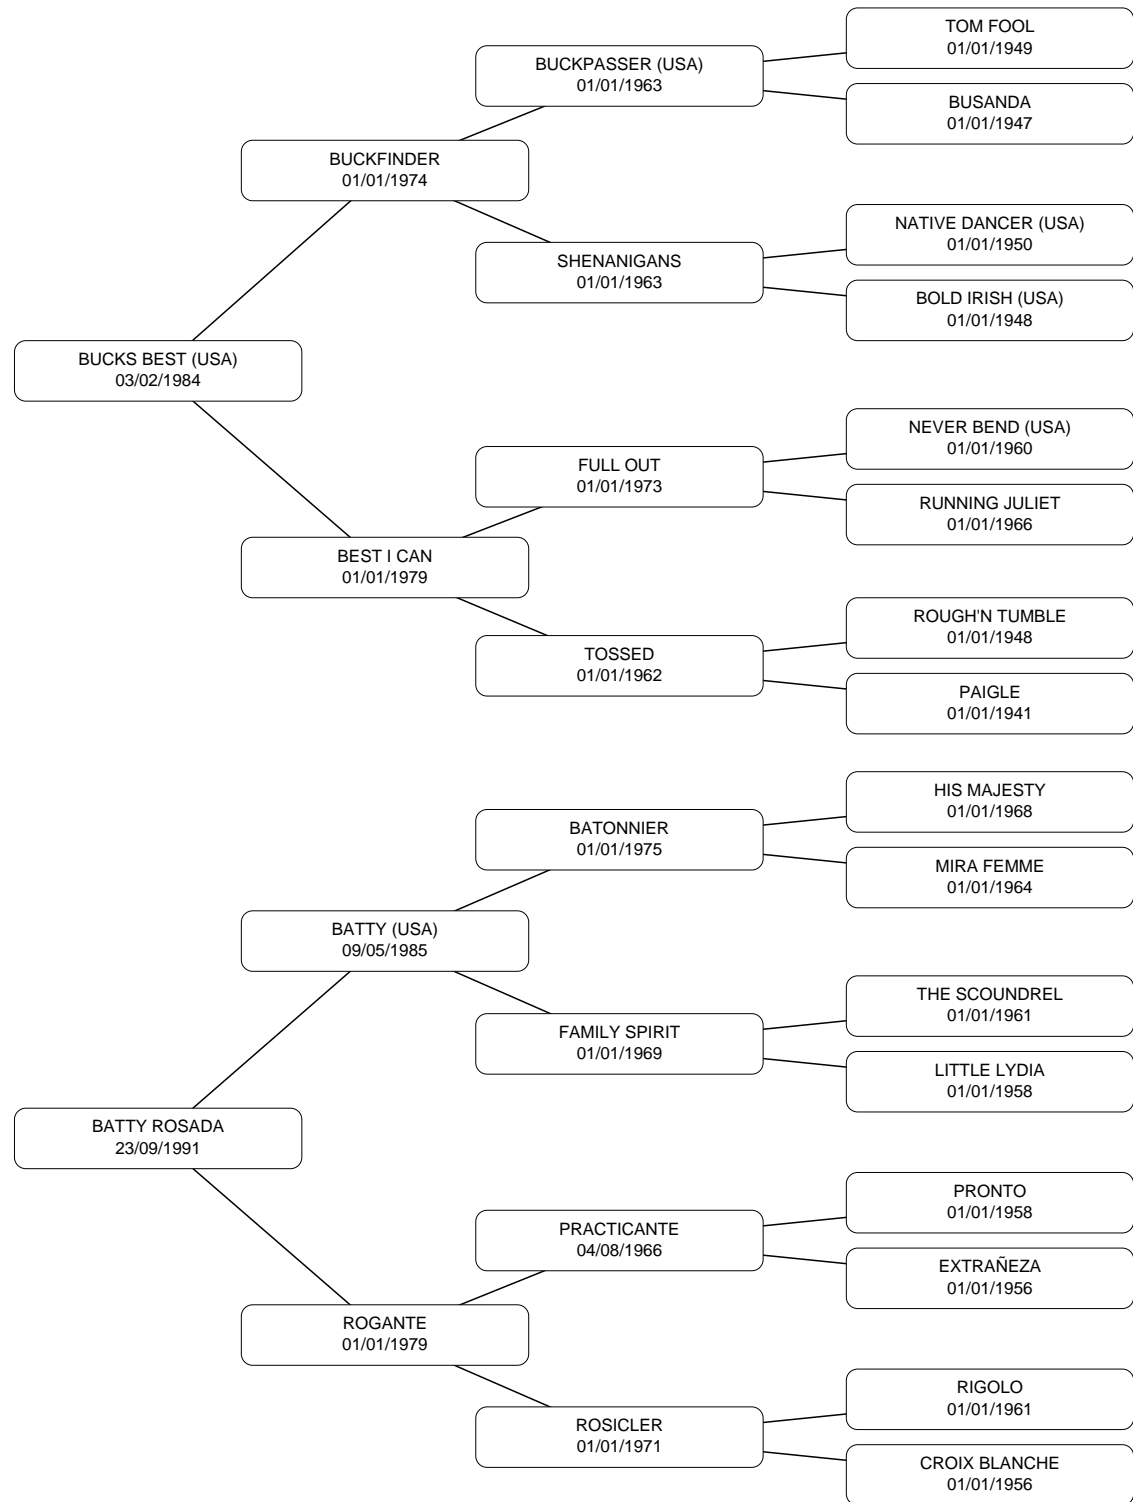 TOM FOOL
01/01/1949
BUCKPASSER (USA)
01/01/1963
BUSANDA
01/01/1947
BUCKFINDER
01/01/1974
NATIVE DANCER (USA)
01/01/1950
SHENANIGANS
01/01/1963
BOLD IRISH (USA)
01/01/1948
BUCKS BEST (USA)
03/02/1984
NEVER BEND (USA)
01/01/1960
FULL OUT
01/01/1973
RUNNING JULIET
01/01/1966
BEST I CAN
01/01/1979
ROUGH'N TUMBLE
01/01/1948
TOSSED
01/01/1962
PAIGLE
01/01/1941
HIS MAJESTY
01/01/1968
BATONNIER
01/01/1975
MIRA FEMME
01/01/1964
BATTY (USA)
09/05/1985
THE SCOUNDREL
01/01/1961
FAMILY SPIRIT
01/01/1969
LITTLE LYDIA
01/01/1958
BATTY ROSADA
23/09/1991
PRONTO
01/01/1958
PRACTICANTE
04/08/1966
EXTRAÑEZA
01/01/1956
ROGANTE
01/01/1979
RIGOLO
01/01/1961
ROSICLER
01/01/1971
CROIX BLANCHE
01/01/1956